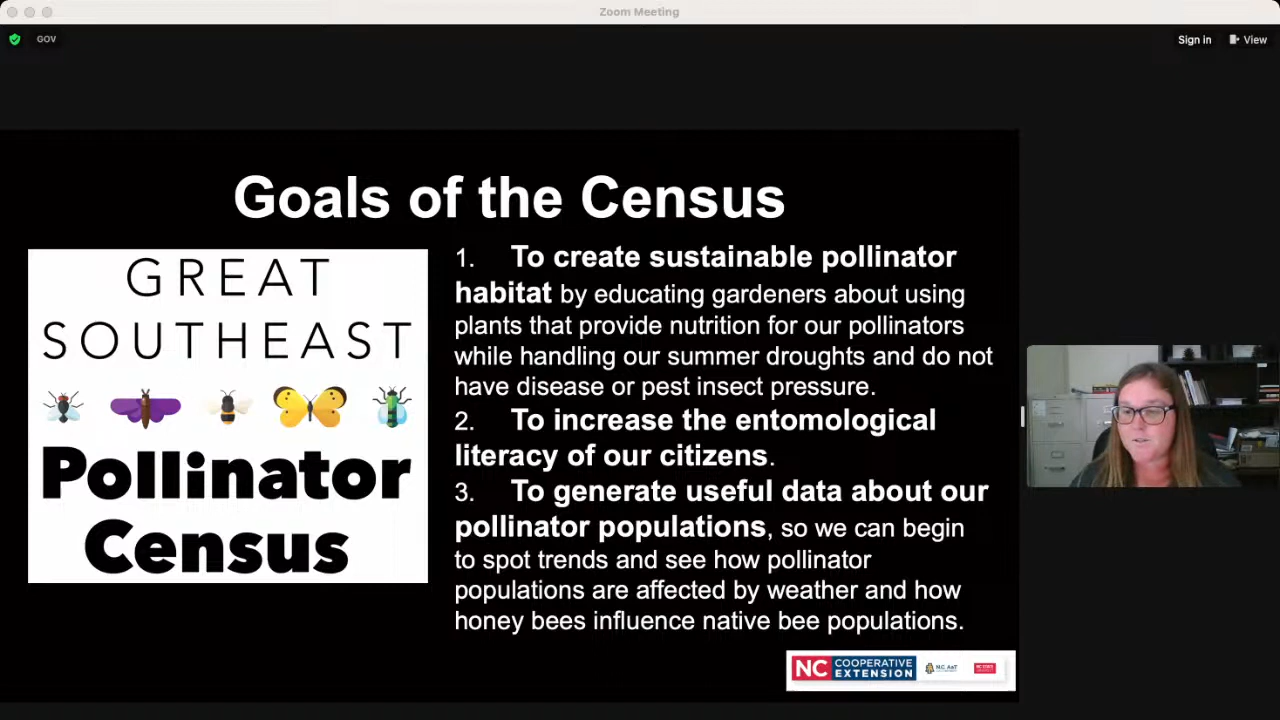 Zoom Meeting
GOV
Sign in
View
Goals of the Census
GREAT
SOUTHEAST
Pollinator
Census
1. To create sustainable pollinator
habitat by educating gardeners about using
plants that provide nutrition for our pollinators
while handling our summer droughts and do not
have disease or pest insect pressure.
2. To increase the entomological
literacy of our citizens.
3. To generate useful data about our
pollinator populations, so we can begin
to spot trends and see how pollinator
populations are affected by weather and how
honey bees influence native bee populations.
NC COOPERATIVE
EXTENSION
N.C. A&T
NC STATE